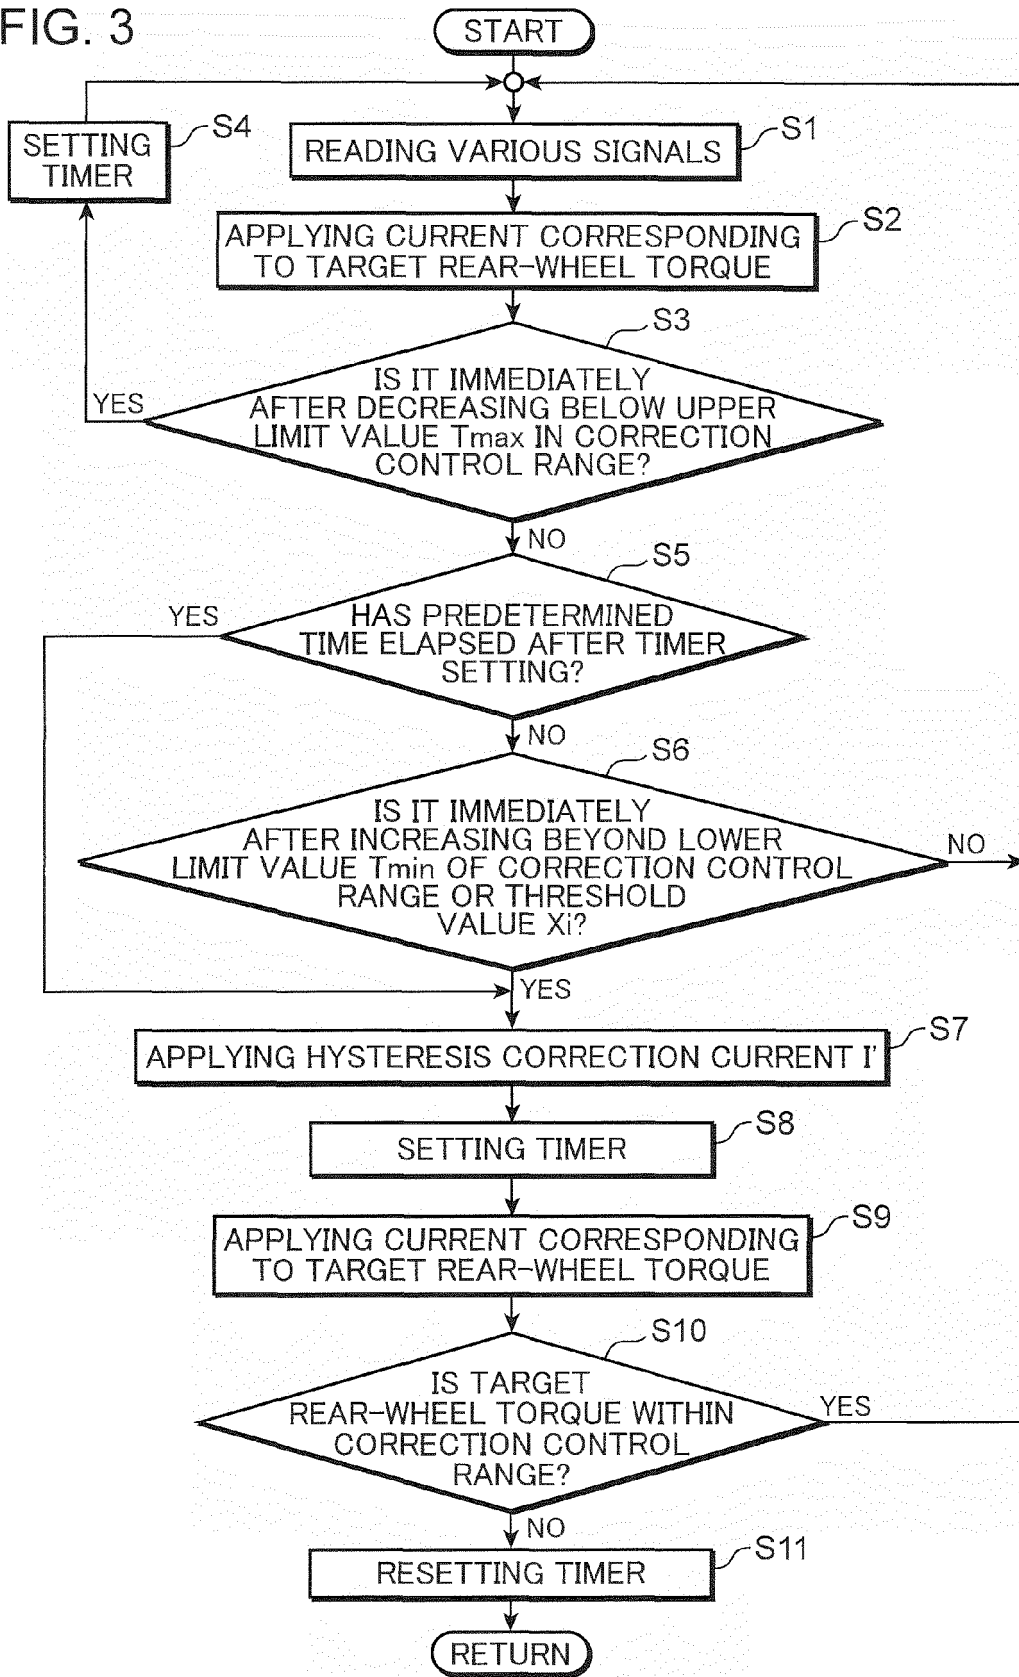 FIG. 3
START
SETTING
TIMER
S4
READING VARIOUS SIGNALS
S1
APPLYING CURRENT CORRESPONDING
TO TARGET REAR-WHEEL TORQUE
S2
S3
IS IT IMMEDIATELY
AFTER DECREASING BELOW UPPER
LIMIT VALUE Tmax IN CORRECTION
CONTROL RANGE?
YES
NO
S5
HAS PREDETERMINED
TIME ELAPSED AFTER TIMER
SETTING?
YES
NO
S6
IS IT IMMEDIATELY
AFTER INCREASING BEYOND LOWER
LIMIT VALUE Tmin OF CORRECTION CONTROL
RANGE OR THRESHOLD
VALUE Xi?
NO
YES
APPLYING HYSTERESIS CORRECTION CURRENT I'
S7
SETTING TIMER
S8
APPLYING CURRENT CORRESPONDING
TO TARGET REAR-WHEEL TORQUE
S9
S10
IS TARGET
REAR-WHEEL TORQUE WITHIN
CORRECTION CONTROL
RANGE?
YES
NO
RESETTING TIMER
S11
RETURN